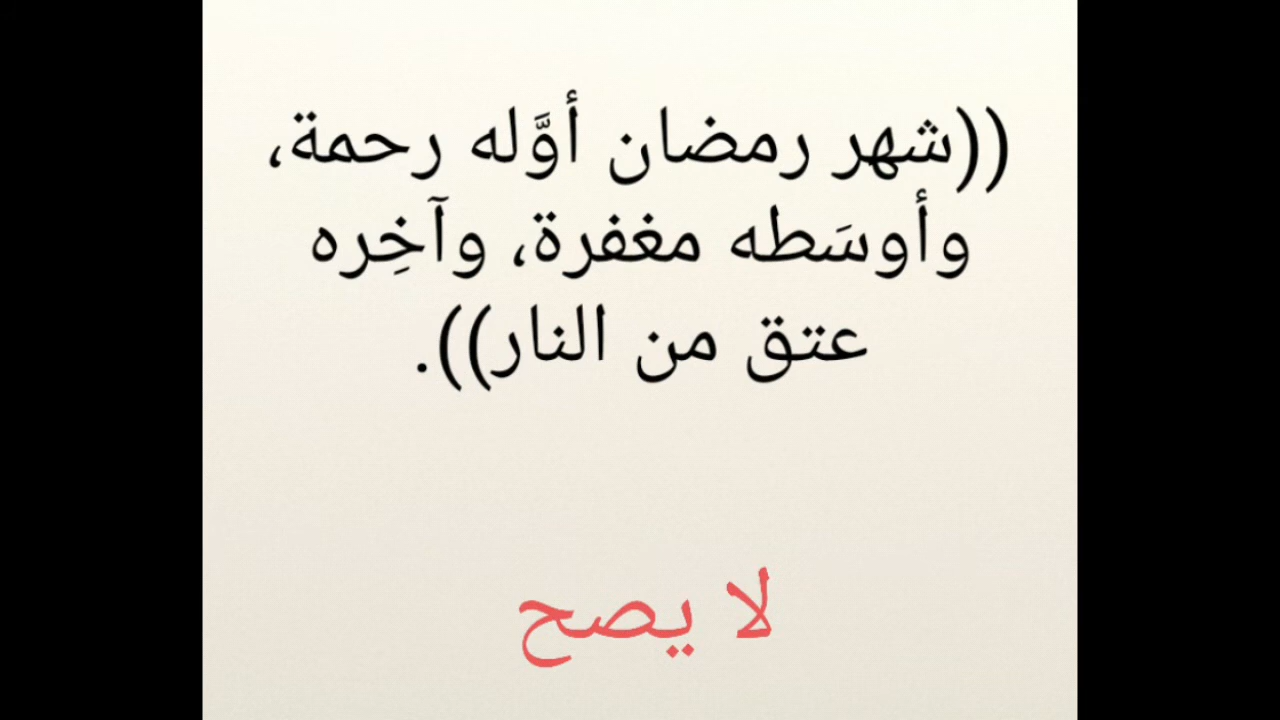 ((شهر رمضان أوَّله رحمة،
وأوسَطه مغفرة، وآخِره
عتق من النار)).
لا يصح